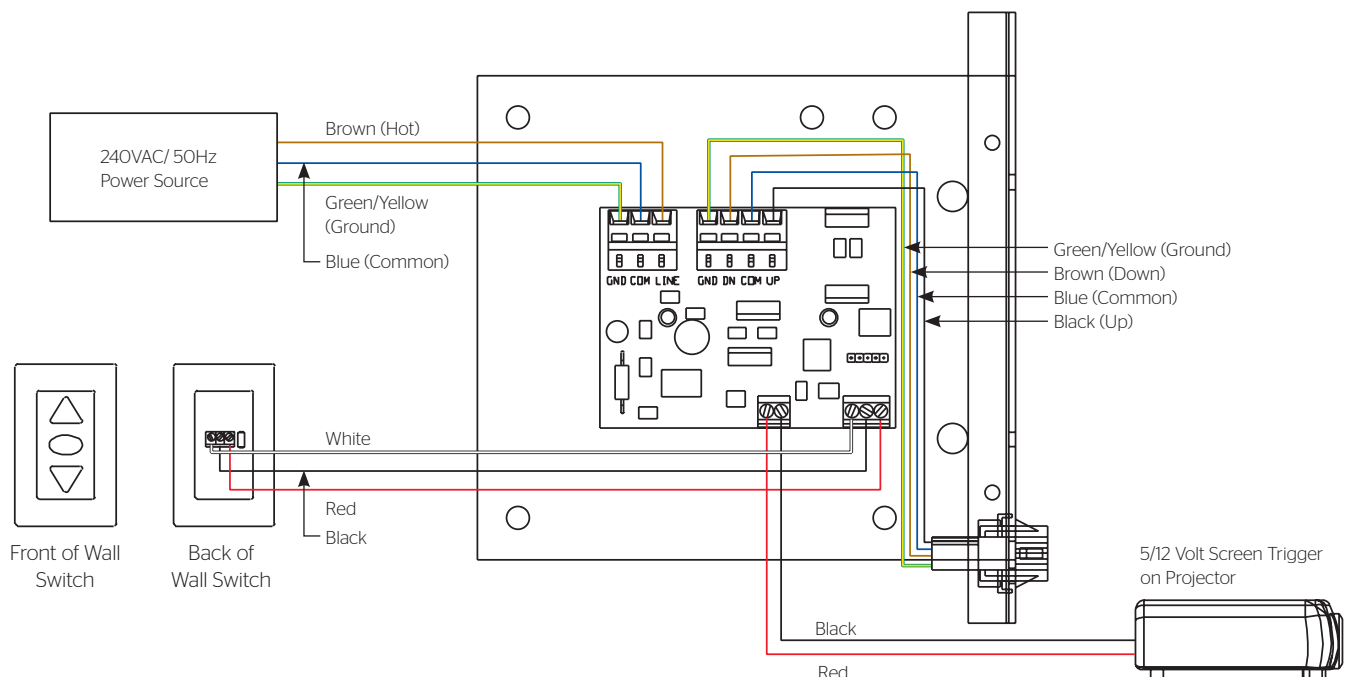 240VAC/ 50Hz
Power Source
Brown (Hot)
Green/Yellow
(Ground)
Blue (Common)
GND COM LINE
GND DN COM UP
Green/Yellow (Ground)
Brown (Down)
Blue (Common)
Black (Up)
White
Red
Black
Front of Wall
Switch
Back of
Wall Switch
5/12 Volt Screen Trigger
on Projector
Black
Red